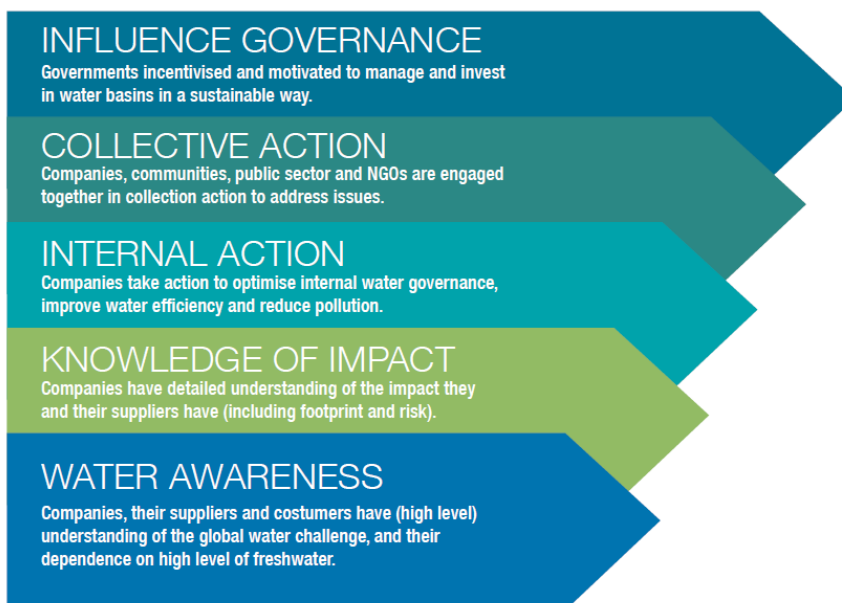 INFLUENCE GOVERNANCE
Governments incentivised and motivated to manage and invest
in water basins in a sustainable way.
COLLECTIVE ACTION
Companies, communities, public sector and NGOs are engaged
together in collection action to address issues.
INTERNAL ACTION
Companies take action to optimise internal water governance,
improve water efficiency and reduce pollution.
KNOWLEDGE OF IMPACT
Companies have detailed understanding of the impact they
and their suppliers have (including footprint and risk).
WATER AWARENESS
Companies, their suppliers and costumers have (high level)
understanding of the global water challenge, and their
dependence on high level of freshwater.